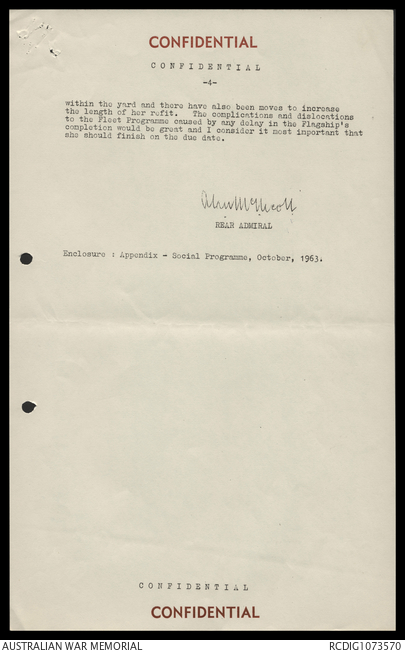 CONFIDENTIAL
C O N F I D E N T I A L
-4-
within the yard and there have also been moves to increase
the length of her refit. The complications and dislocations
to the Fleet Programme caused by any delay in the Flagship's
completion would be great and I consider it most important that
she should finish on the due date.
REAR ADMIRAL
Enclosure : Appendix - Social Programme, October, 1963.
C O N F I D E N T I A L
CONFIDENTIAL
AUSTRALIAN WAR MEMORIAL
RCDIG1073570